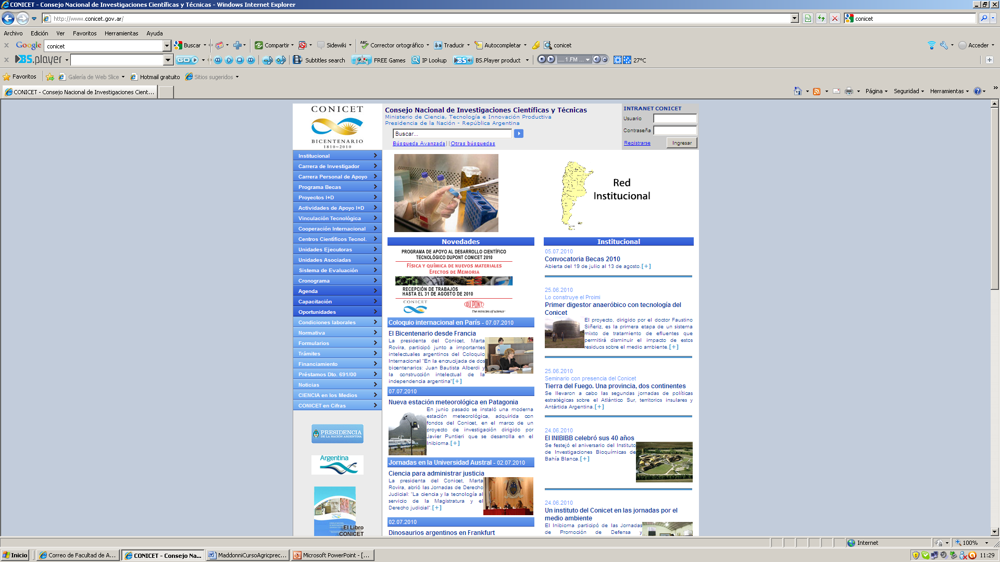 CONICET - Consejo Nacional de Investigaciones Científicas y Técnicas - Windows Internet Explorer
http://www.conicet.gov.ar/
conicet
Archivo Edición Ver Favoritos Herramientas Ayuda
Google conicet Buscar Compartir Sidewiki Corrector ortográfico Traducir Autocompletar conicet Acceder
BS.player GO Subtitles search FREE Games IP Lookup BS.Player product ..... 1.FM ... 27°C
Favoritos Galería de Web Slice Hotmail gratuito Sitios sugeridos
CONICET - Consejo Nacional de Investigaciones Cient... Página Seguridad Herramientas
CONICET
BICENTENARIO
1810~2010
Consejo Nacional de Investigaciones Científicas y Técnicas
Ministerio de Ciencia, Tecnología e Innovación Productiva
Presidencia de la Nación - República Argentina
Buscar...
Búsqueda Avanzada||Otras búsquedas
INTRANET CONICET
Usuario
Contraseña
Registrarse Ingresar
Institucional
Carrera de Investigador
Carrera Personal de Apoyo
Programa Becas
Proyectos I+D
Actividades de Apoyo I+D
Vinculación Tecnológica
Cooperación Internacional
Centros Científicos Tecnol.
Unidades Ejecutoras
Unidades Asociadas
Sistema de Evaluación
Cronograma
Agenda
Capacitación
Oportunidades
Condiciones laborales
Normativa
Formularios
Trámites
Financiamiento
Préstamos Dto. 691/00
Noticias
CIENCIA en los Medios
CONICET en Cifras
PRESIDENCIA
DE LA NACIÓN ARGENTINA
Argentina
CONICET
El Libro
CONICET
Red
Institucional
Novedades
PROGRAMA DE APOYO AL DESARROLLO CIENTÍFICO
TECNOLÓGICO DUPONT CONICET 2010
FÍSICA Y QUÍMICA DE NUEVOS MATERIALES
EFECTOS DE MEMORIA
RECEPCIÓN DE TRABAJOS
HASTA EL 31 DE AGOSTO DE 2010
CONICET DUPONT
The miracles of science
Coloquio internacional en París - 07.07.2010
El Bicentenario desde Francia
La presidenta del Conicet, Marta
Rovira, participó junto a importantes
intelectuales argentinos del Coloquio
Internacional "En la encrucijada de dos
bicentenarios: Juan Bautista Alberdi y
la construcción intelectual de la
independencia argentina"[+]
07.07.2010
Nueva estación meteorológica en Patagonia
En junio pasado se instaló una moderna
estación meteorológica, adquirida con
fondos del Conicet, en el marco de un
proyecto de investigación dirigido por
Javier Puntieri que se desarrolla en el
Inibioma.[+]
Jornadas en la Universidad Austral - 02.07.2010
Ciencia para administrar justicia
La presidenta del Conicet, Marta
Rovira, abrió las Jornadas de Derecho
Judicial: "La ciencia y la tecnología al
servicio de la Magistratura y el
Derecho judicial".[+]
02.07.2010
Dinosaurios argentinos en Frankfurt
Institucional
05.07.2010
Convocatoria Becas 2010
Abierta del 19 de julio al 13 de agosto.[+]
25.06.2010
Lo construye el Proimi
Primer digestor anaeróbico con tecnología del
Conicet
El proyecto, dirigido por el doctor Faustino
Siñeriz, es la primera etapa de un sistema
mixto de tratamiento de efluentes que
permitirá disminuir el impacto de estos
residuos sobre el medio ambiente.[+]
25.06.2010
Seminario con presencia del Conicet
Tierra del Fuego. Una provincia, dos continentes
Se llevaron a cabo las segundas jornadas de políticas
estratégicas sobre el Atlántico Sur, territorios insulares y
Antártida Argentina.[+]
24.06.2010
El INIBIBB celebró sus 40 años
Se festejó el aniversario del Instituto
de Investigaciones Bioquímicas de
Bahía Blanca.[+]
24.06.2010
Un instituto del Conicet en las jornadas por el
medio ambiente
El Inibioma participó de las Jornadas
de Promoción de Defensa y
Internet 100%
Inicio Correo de Facultad de A... CONICET - Consejo Na... MaddonniCursoAgricprec... Microsoft PowerPoint - [... 11:29